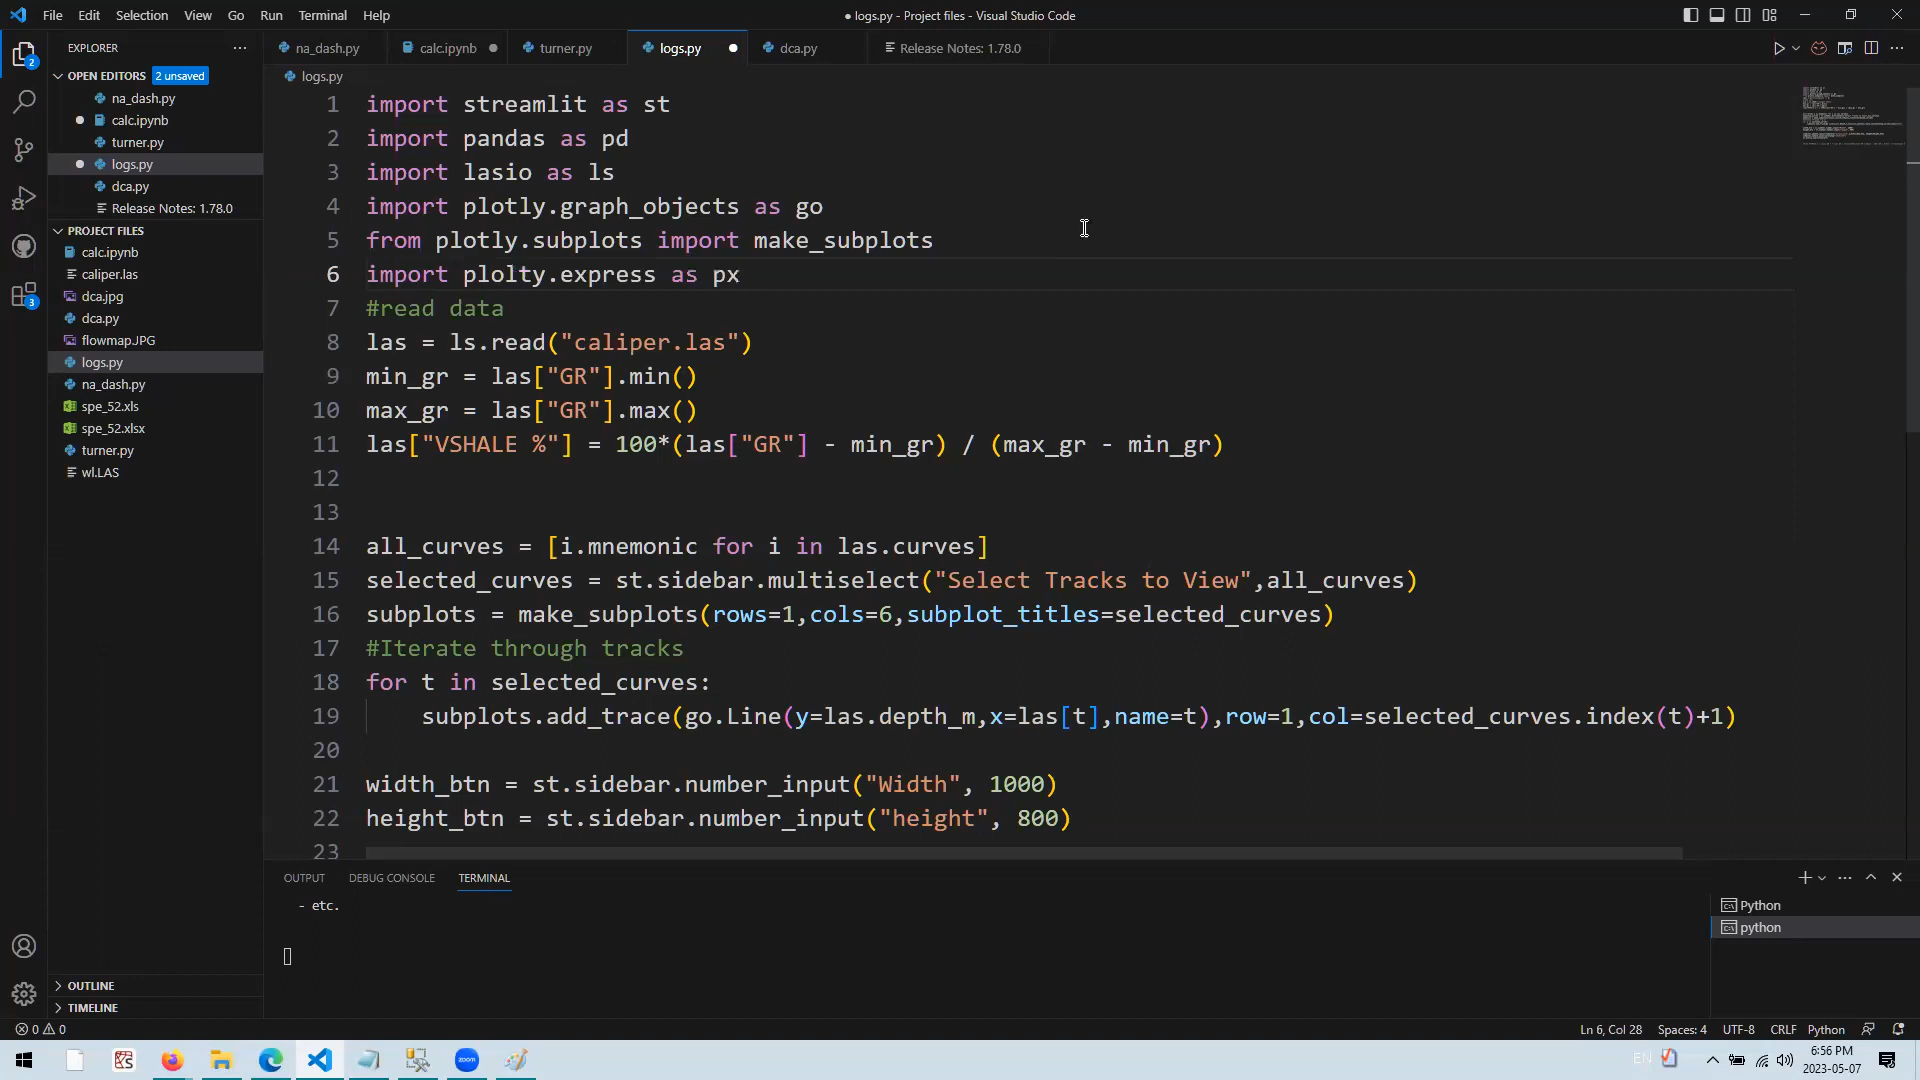 File Edit Selection View Go Run Terminal Help
● logs.py - Project files - Visual Studio Code
EXPLORER
OPEN EDITORS 2 unsaved
na_dash.py
calc.ipynb
turner.py
logs.py
dca.py
Release Notes: 1.78.0
PROJECT FILES
calc.ipynb
caliper.las
dca.jpg
dca.py
flowmap.JPG
logs.py
na_dash.py
spe_52.xls
spe_52.xlsx
turner.py
wl.LAS
OUTLINE
TIMELINE
2
3
na_dash.py calc.ipynb turner.py logs.py dca.py Release Notes: 1.78.0
logs.py
1 import streamlit as st
2 import pandas as pd
3 import lasio as ls
4 import plotly.graph_objects as go
5 from plotly.subplots import make_subplots
6 import plolty.express as px
7 #read data
8 las = ls.read("caliper.las")
9 min_gr = las["GR"].min()
10 max_gr = las["GR"].max()
11 las["VSHALE %"] = 100*(las["GR"] - min_gr) / (max_gr - min_gr)
12
13
14 all_curves = [i.mnemonic for i in las.curves]
15 selected_curves = st.sidebar.multiselect("Select Tracks to View",all_curves)
16 subplots = make_subplots(rows=1,cols=6,subplot_titles=selected_curves)
17 #Iterate through tracks
18 for t in selected_curves:
19 subplots.add_trace(go.Line(y=las.depth_m,x=las[t],name=t),row=1,col=selected_curves.index(t)+1)
20
21 width_btn = st.sidebar.number_input("Width", 1000)
22 height_btn = st.sidebar.number_input("height", 800)
23
OUTPUT DEBUG CONSOLE TERMINAL
- etc.
Python
python
0 0
Ln 6, Col 28 Spaces: 4 UTF-8 CRLF Python
zoom
EN
6:56 PM
2023-05-07